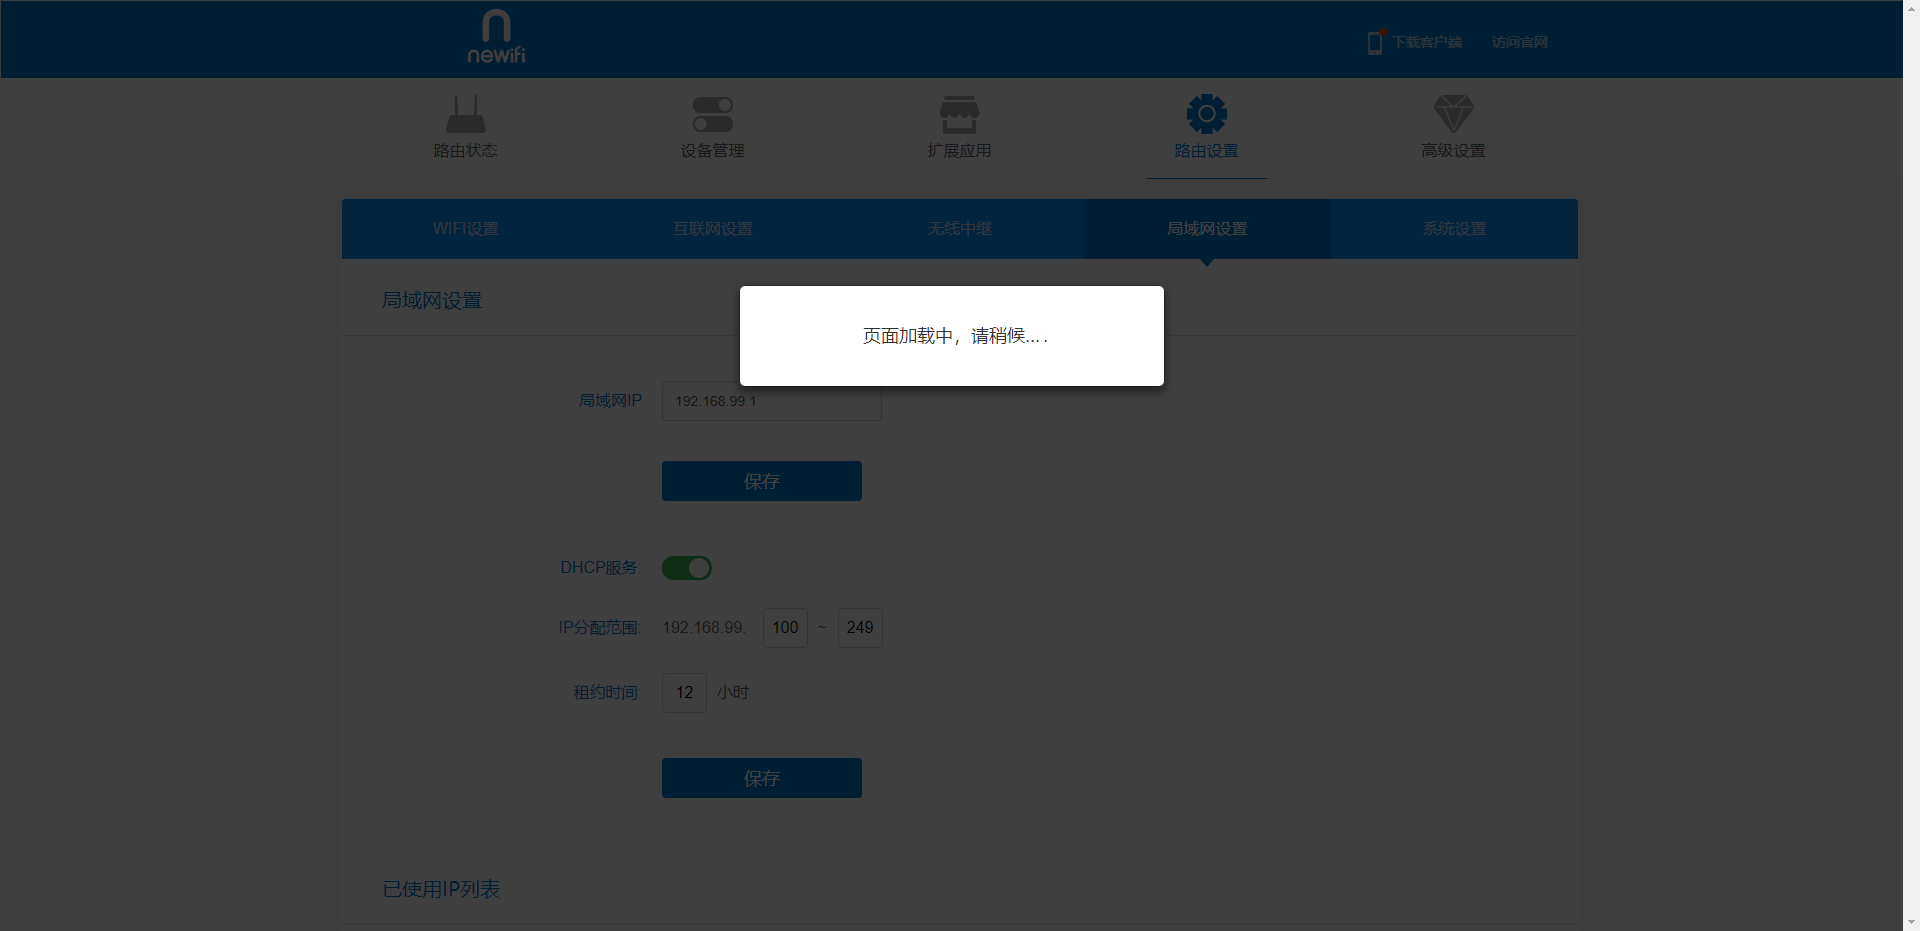 newifi
下载客户端
访问官网
路由状态
设备管理
扩展应用
路由设置
高级设置
WIFI设置
互联网设置
无线中继
局域网设置
系统设置
局域网设置
页面加载中，请稍候... .
局域网IP
192.168.99.1
保存
DHCP服务:
IP分配范围: 192.168.99. 100 ~ 249
租约时间: 12 小时
保存
已使用IP列表